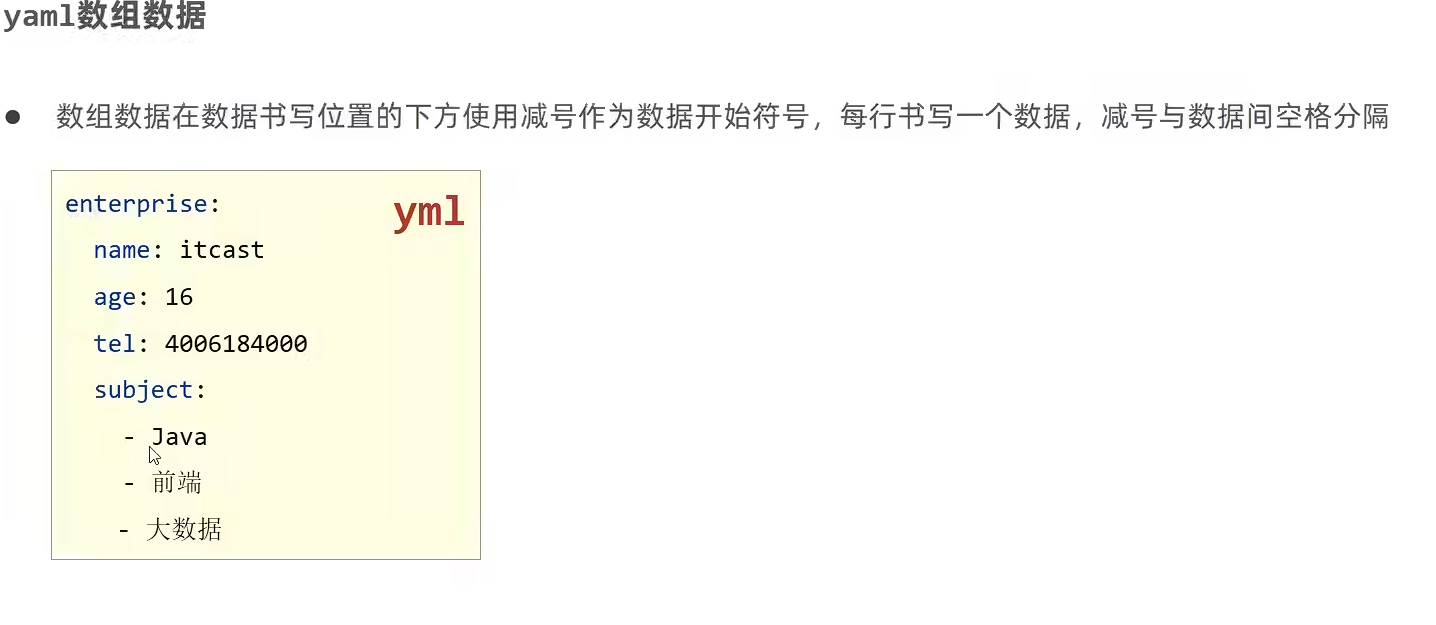 yaml数组数据
● 数组数据在数据书写位置的下方使用减号作为数据开始符号，每行书写一个数据，减号与数据间空格分隔
enterprise:
yml
name: itcast
age: 16
tel: 4006184000
subject:
- Java
- 前端
- 大数据